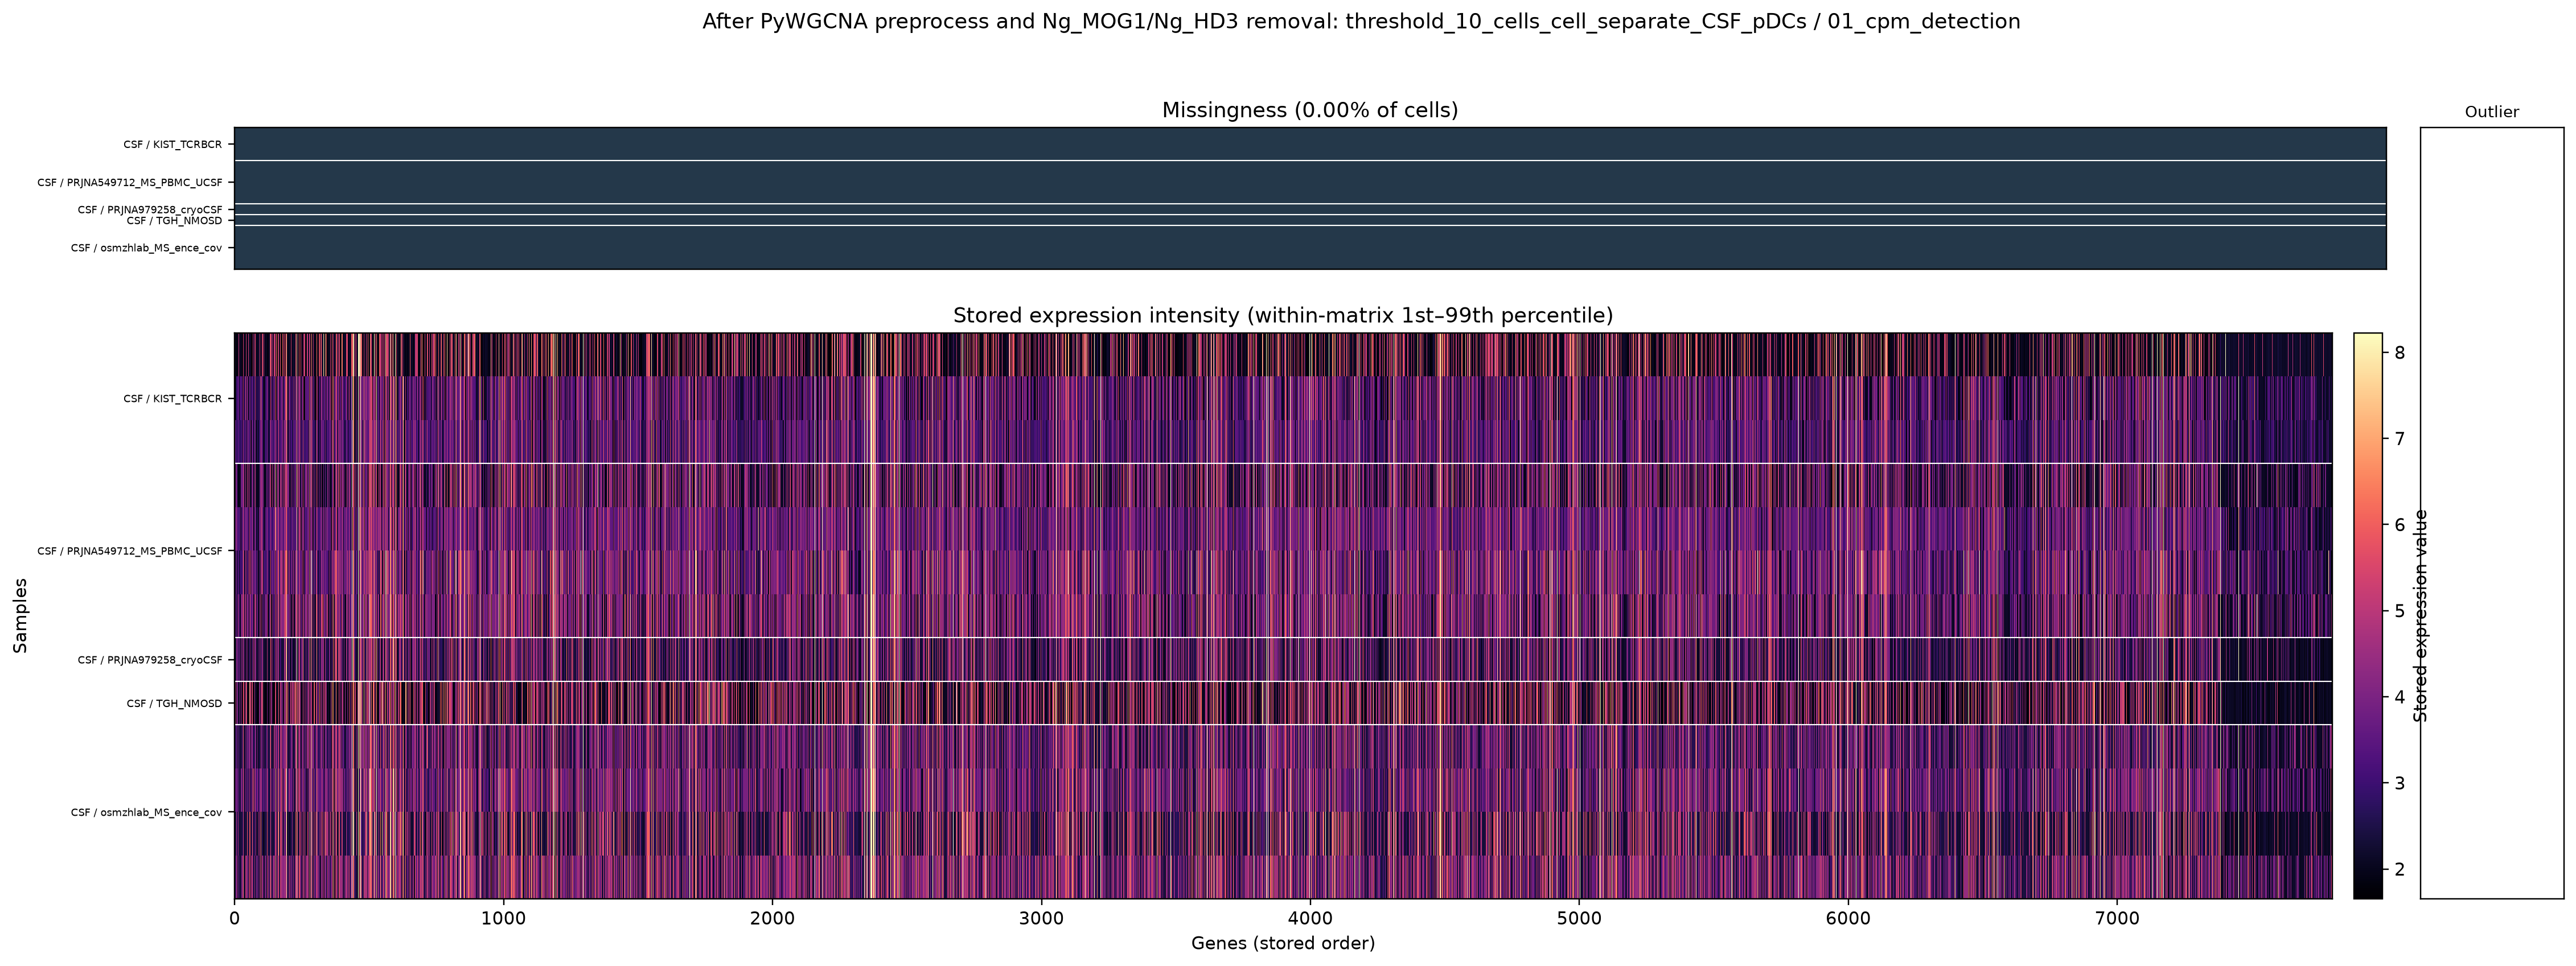 After PyWGCNA preprocess and Ng_MOG1/Ng_HD3 removal: threshold_10_cells_cell_separate_CSF_pDCs / 01_cpm_detection
Missingness (0.00% of cells)
Outlier
CSF / KIST_TCRBCR
CSF / PRJNA549712_MS_PBMC_UCSF
CSF / PRJNA979258_cryoCSF
CSF / TGH_NMOSD
CSF / osmzhlab_MS_ence_cov
Stored expression intensity (within-matrix 1st–99th percentile)
Samples
CSF / KIST_TCRBCR
CSF / PRJNA549712_MS_PBMC_UCSF
CSF / PRJNA979258_cryoCSF
CSF / TGH_NMOSD
CSF / osmzhlab_MS_ence_cov
8
7
6
5
4
3
2
Stored expression value
0 1000 2000 3000 4000 5000 6000 7000
Genes (stored order)